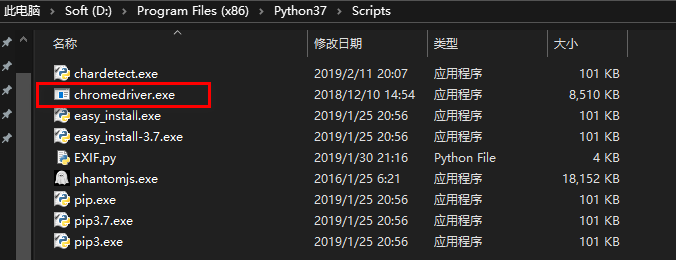 此电脑 > Soft (D:) > Program Files (x86) > Python37 > Scripts
名称 修改日期 类型 大小
chardetect.exe 2019/2/11 20:07 应用程序 101 KB
chromedriver.exe 2018/12/10 14:54 应用程序 8,510 KB
easy_install.exe 2019/1/25 20:56 应用程序 101 KB
easy_install-3.7.exe 2019/1/25 20:56 应用程序 101 KB
EXIF.py 2019/1/30 21:16 Python File 4 KB
phantomjs.exe 2016/1/25 6:21 应用程序 18,152 KB
pip.exe 2019/1/25 20:56 应用程序 101 KB
pip3.7.exe 2019/1/25 20:56 应用程序 101 KB
pip3.exe 2019/1/25 20:56 应用程序 101 KB